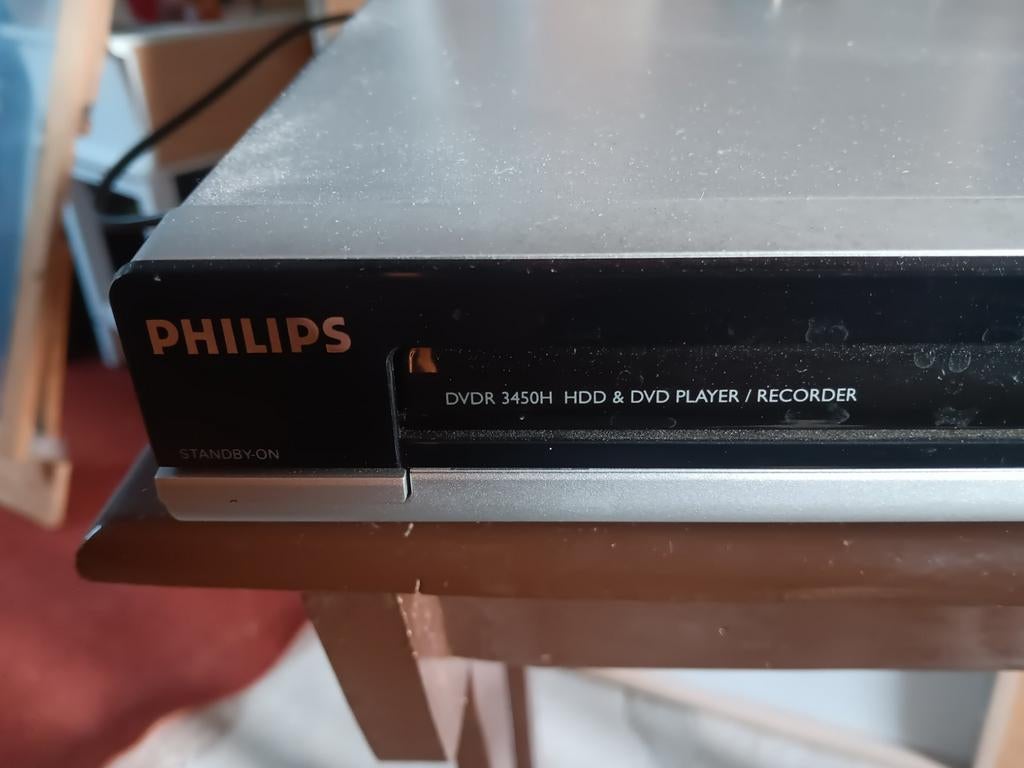 PHILIPS
DVDR 3450H HDD & DVD PLAYER / RECORDER
STANDBY-ON